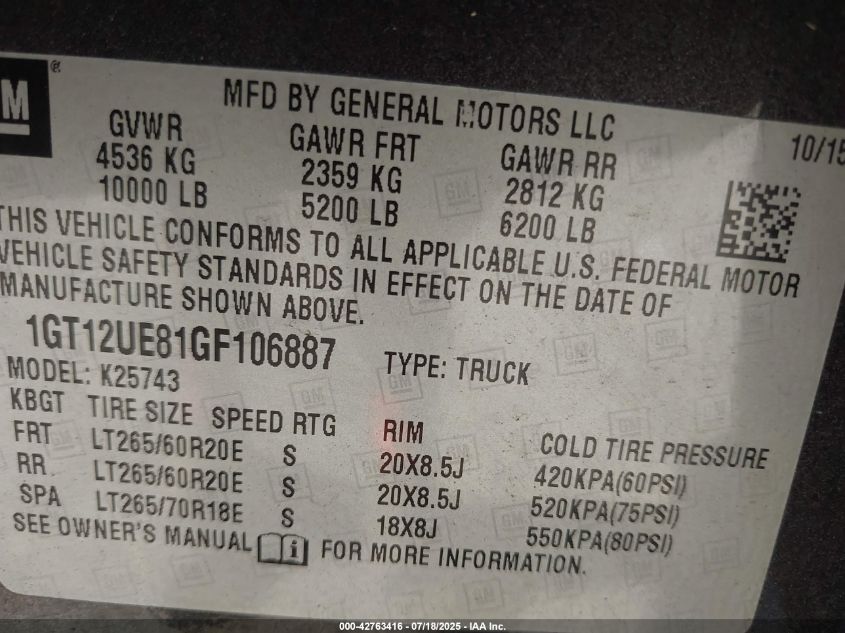 GM
®
MFD BY GENERAL MOTORS LLC
10/15
GVWR GAWR FRT GAWR RR
4536 KG 2359 KG 2812 KG
10000 LB 5200 LB 6200 LB
THIS VEHICLE CONFORMS TO ALL APPLICABLE U.S. FEDERAL MOTOR
VEHICLE SAFETY STANDARDS IN EFFECT ON THE DATE OF
MANUFACTURE SHOWN ABOVE.
1GT12UE81GF106887 TYPE: TRUCK
MODEL: K25743
KBGT TIRE SIZE SPEED RTG RIM COLD TIRE PRESSURE
FRT LT265/60R20E S 20X8.5J 420KPA(60PSI)
RR LT265/60R20E S 20X8.5J 520KPA(75PSI)
SPA LT265/70R18E S 18X8J 550KPA(80PSI)
SEE OWNER'S MANUAL i FOR MORE INFORMATION.
000-42763416 - 07/18/2025 - IAA Inc.